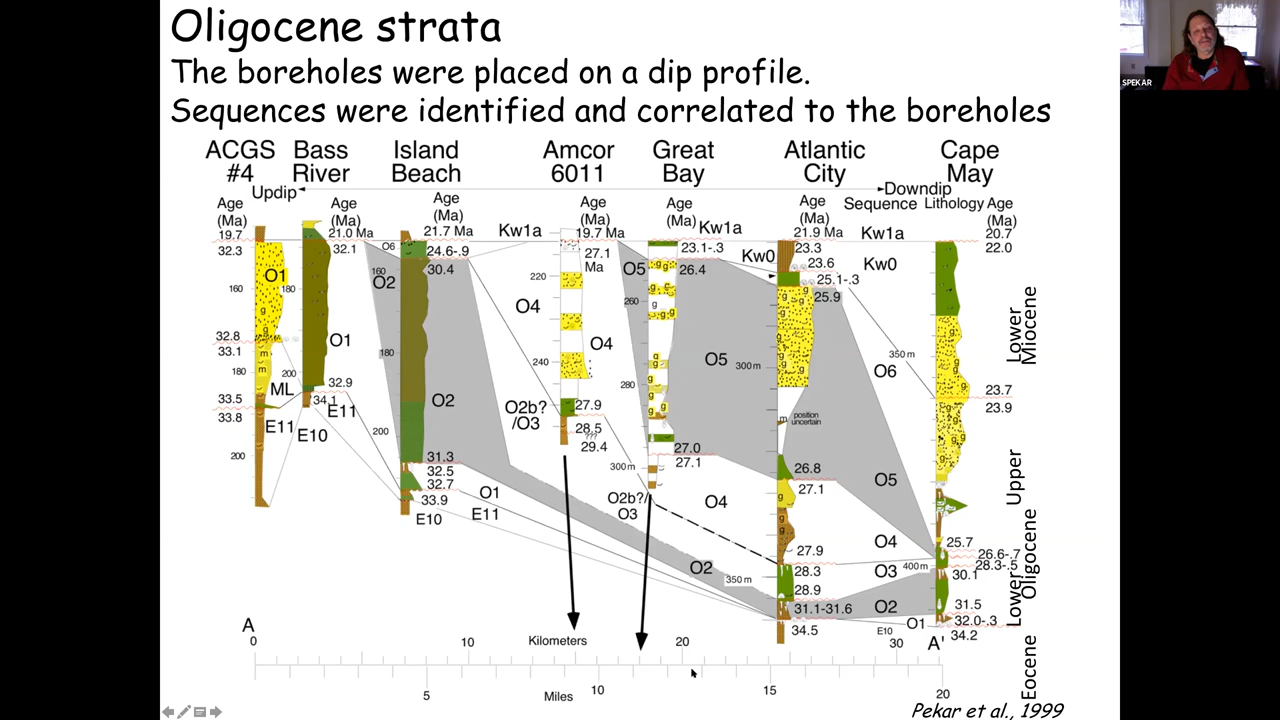 Oligocene strata
The boreholes were placed on a dip profile.
Sequences were identified and correlated to the boreholes
SPEKAR
ACGS #4
Bass River
Island Beach
Amcor 6011
Great Bay
Atlantic City
Cape May
Updip
Downdip
Sequence
Lithology
Age (Ma)
19.7
32.3
O1
160
g
g
32.8
33.1
m
m
180
ML
33.5
33.8
E11
200
Age (Ma)
21.0 Ma
32.1
180
O1
200
32.9
34.1
E11
E10
Age (Ma)
21.7 Ma
O6
24.6-.9
30.4
160
O2
180
O2
200
31.3
32.5
32.7
33.9
E10
O1
E11
Kw1a
Age (Ma)
19.7 Ma
27.1 Ma
220
O4
O4
240
O2b? /O3
27.9
28.5
???
29.4
Age (Ma)
Kw1a
23.1-.3
O5
26.4
260
280
27.0
27.1
300 m
O2b?/ O3
O4
O5
O2
Age (Ma)
21.9 Ma
23.3
Kw0
23.6
25.1-.3
25.9
300 m
m
position uncertain
26.8
27.1
27.9
28.3
28.9
350 m
31.1-31.6
34.5
Kw1a
Kw0
350 m
O6
O5
O4
O3
400 m
O2
O1
E10
Age (Ma)
20.7
22.0
23.7
23.9
25.7
26.6-.7
28.3-.5
30.1
31.5
32.0-.3
34.2
Lower Miocene
Upper
Lower
Oligocene
Eocene
A
A'
0
10
Kilometers
20
30
5
Miles
10
15
20
Pekar et al., 1999